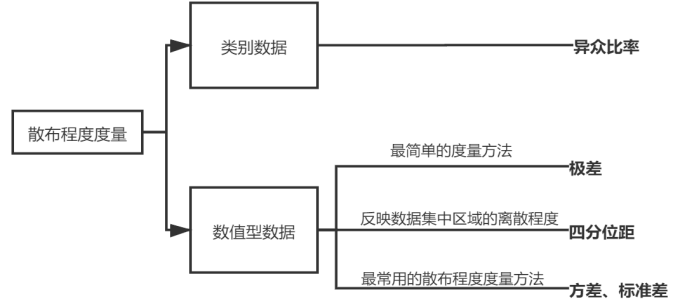 类别数据
异众比率
散布程度度量
最简单的度量方法
极差
数值型数据
反映数据集中区域的离散程度
四分位距
最常用的散布程度度量方法
方差、标准差